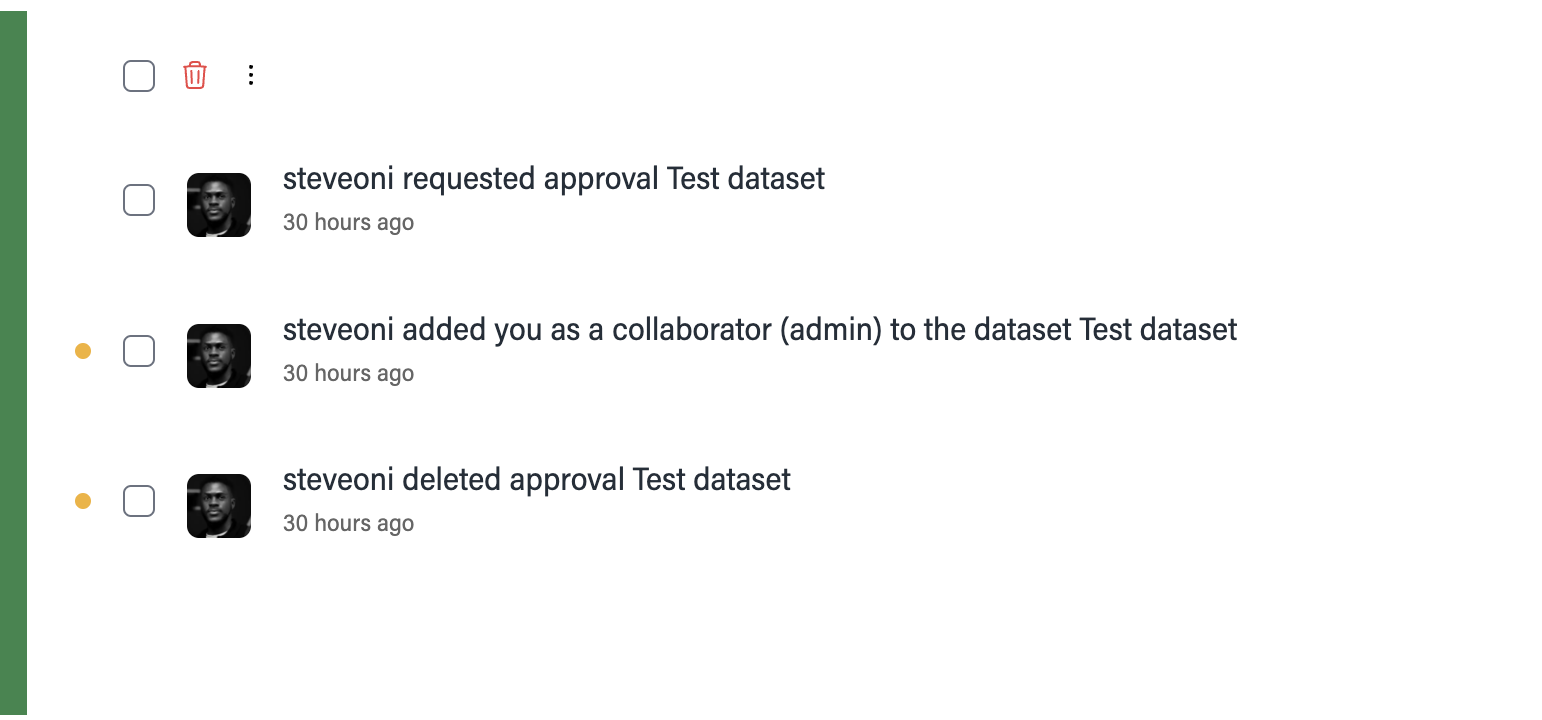 steveoni requested approval Test dataset
30 hours ago
steveoni added you as a collaborator (admin) to the dataset Test dataset
30 hours ago
steveoni deleted approval Test dataset
30 hours ago